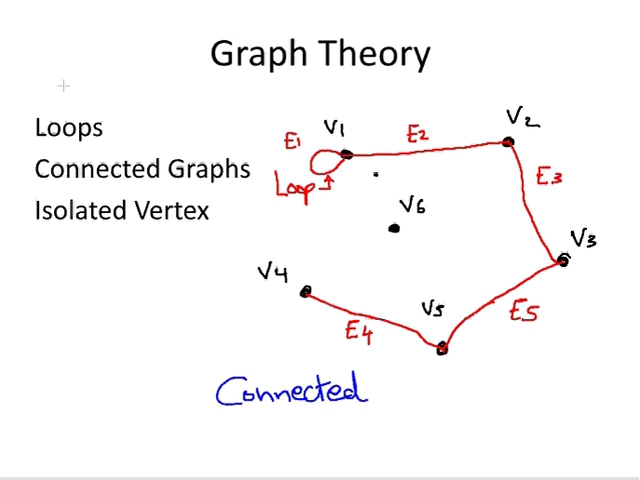 Graph Theory
Loops
Connected Graphs
Isolated Vertex
E1
V1
E2
V2
Loop
E3
V6
V3
V4
V5
E4
E5
Connected